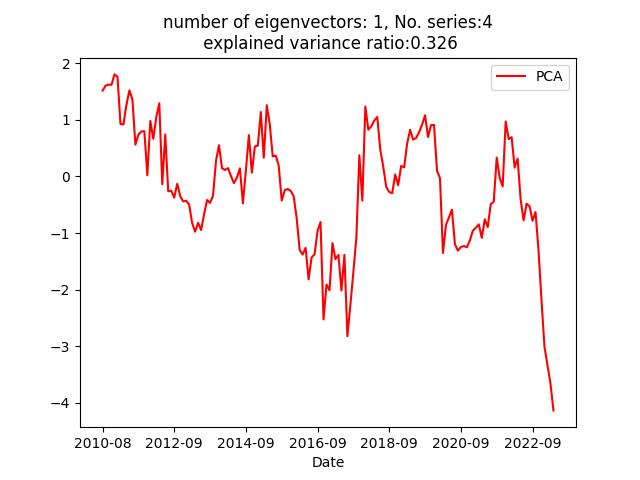 number of eigenvectors: 1, No. series:4
explained variance ratio:0.326
PCA
2
1
0
−1
−2
−3
−4
2010-08 2012-09 2014-09 2016-09 2018-09 2020-09 2022-09
Date